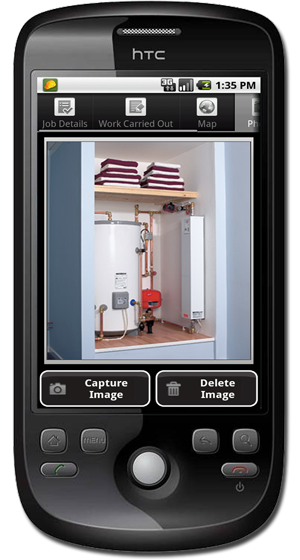 hTC
3G
1:35 PM
Job Details Work Carried Out Map Ph
Capture Image
Delete Image
MENU